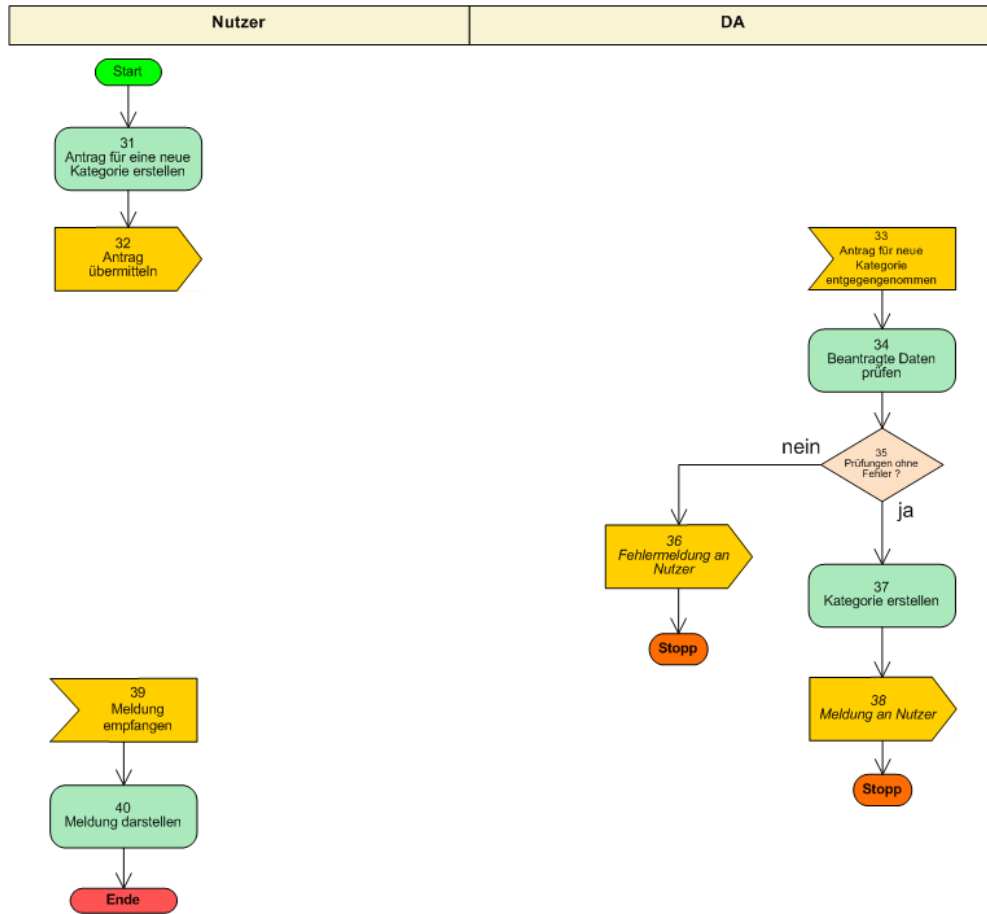 Nutzer
DA
Start
31
Antrag für eine neue
Kategorie erstellen
32
Antrag
übermitteln
33
Antrag für neue
Kategorie
entgegengenommen
34
Beantragte Daten
prüfen
35
Prüfungen ohne
Fehler ?
nein
ja
36
Fehlermeldung an
Nutzer
Stopp
37
Kategorie erstellen
38
Meldung an Nutzer
Stopp
39
Meldung
empfangen
40
Meldung darstellen
Ende